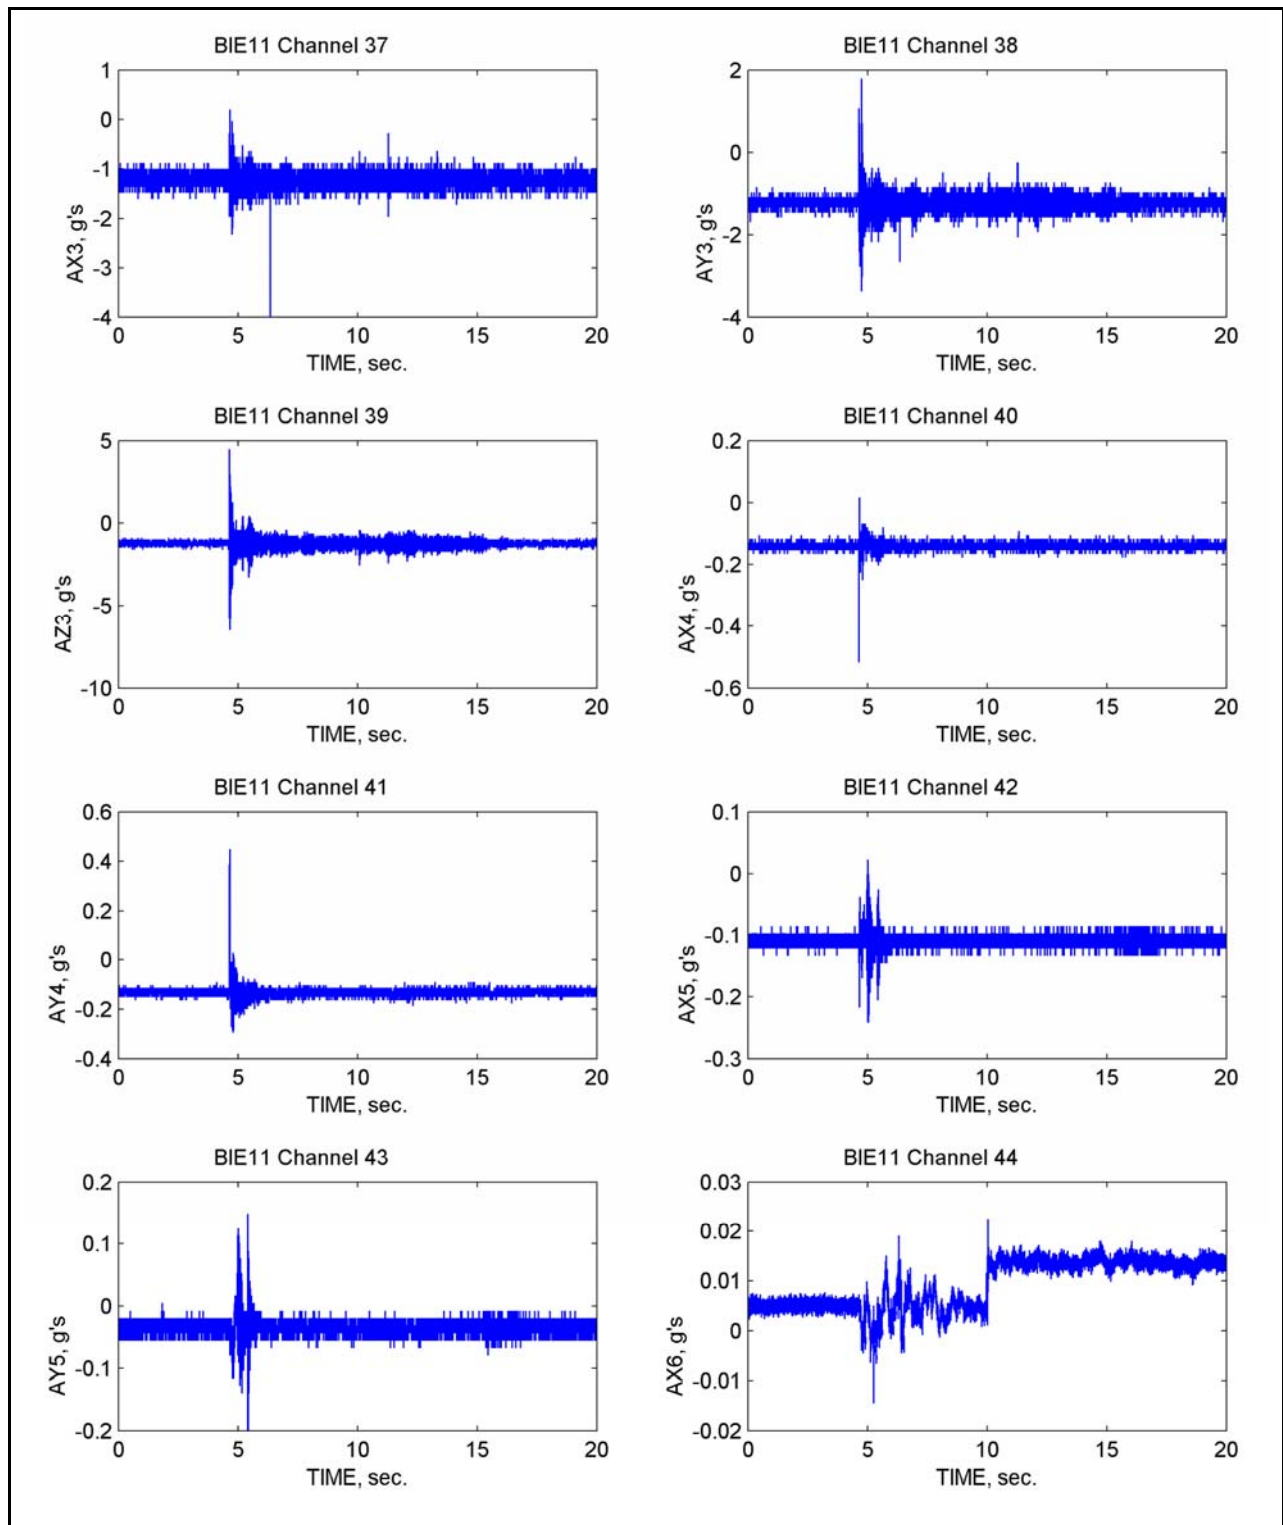 BIE11 Channel 37
1
0
-1
-2
-3
-4
AX3, g's
0 5 10 15 20
TIME, sec.
BIE11 Channel 38
2
0
-2
-4
AY3, g's
0 5 10 15 20
TIME, sec.
BIE11 Channel 39
5
0
-5
-10
AZ3, g's
0 5 10 15 20
TIME, sec.
BIE11 Channel 40
0.2
0
-0.2
-0.4
-0.6
AX4, g's
0 5 10 15 20
TIME, sec.
BIE11 Channel 41
0.6
0.4
0.2
0
-0.2
-0.4
AY4, g's
0 5 10 15 20
TIME, sec.
BIE11 Channel 42
0.1
0
-0.1
-0.2
-0.3
AX5, g's
0 5 10 15 20
TIME, sec.
BIE11 Channel 43
0.2
0.1
0
-0.1
-0.2
AY5, g's
0 5 10 15 20
TIME, sec.
BIE11 Channel 44
0.03
0.02
0.01
0
-0.01
-0.02
AX6, g's
0 5 10 15 20
TIME, sec.